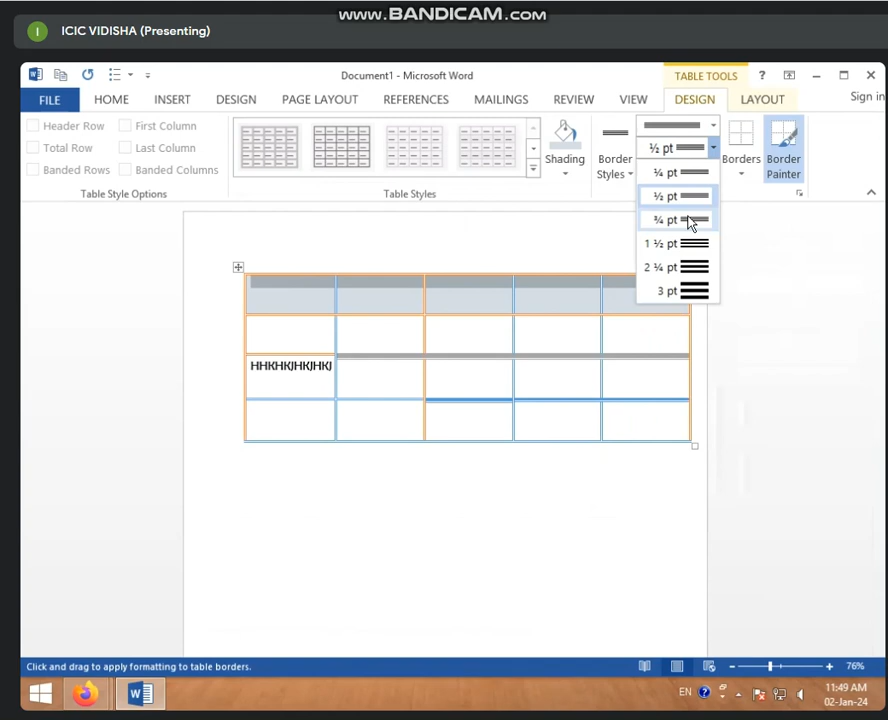 www.BANDICAM.com
I ICIC VIDISHA (Presenting)
Document1 - Microsoft Word
TABLE TOOLS
?
FILE HOME INSERT DESIGN PAGE LAYOUT REFERENCES MAILINGS REVIEW VIEW DESIGN LAYOUT Sign in
Header Row First Column
Total Row Last Column
Banded Rows Banded Columns
Table Style Options
Table Styles
Shading
Border
Styles
½ pt
Borders
Border
Painter
¼ pt
½ pt
¾ pt
1 ½ pt
2 ¼ pt
3 pt
HHKHKJHKJHKJ
Click and drag to apply formatting to table borders.
76%
EN
?
11:49 AM
02-Jan-24